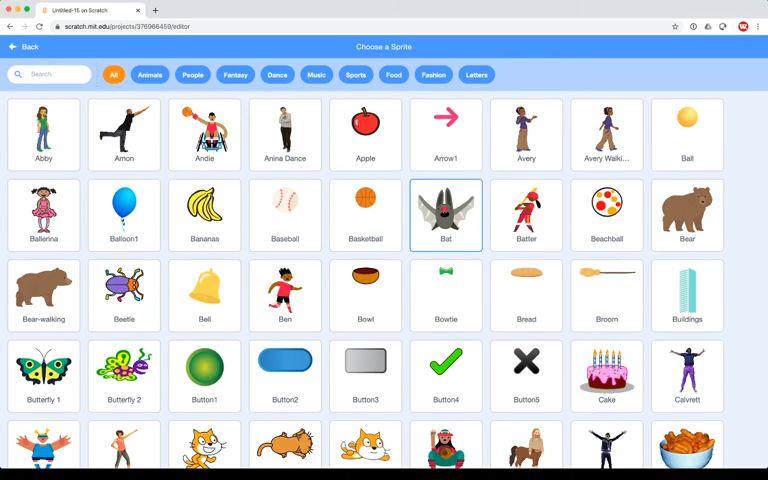 Untitled-15 on Scratch
scratch.mit.edu/projects/376966459/editor
Back
Choose a Sprite
Search
All
Animals
People
Fantasy
Dance
Music
Sports
Food
Fashion
Letters
Abby
Amon
Andie
Anina Dance
Apple
Arrow1
Avery
Avery Walki...
Ball
Ballerina
Balloon1
Bananas
Baseball
Basketball
Bat
Batter
Beachball
Bear
Bear-walking
Beetle
Bell
Ben
Bowl
Bowtie
Bread
Broom
Buildings
Butterfly 1
Butterfly 2
Button1
Button2
Button3
Button4
Button5
Cake
Calvrett